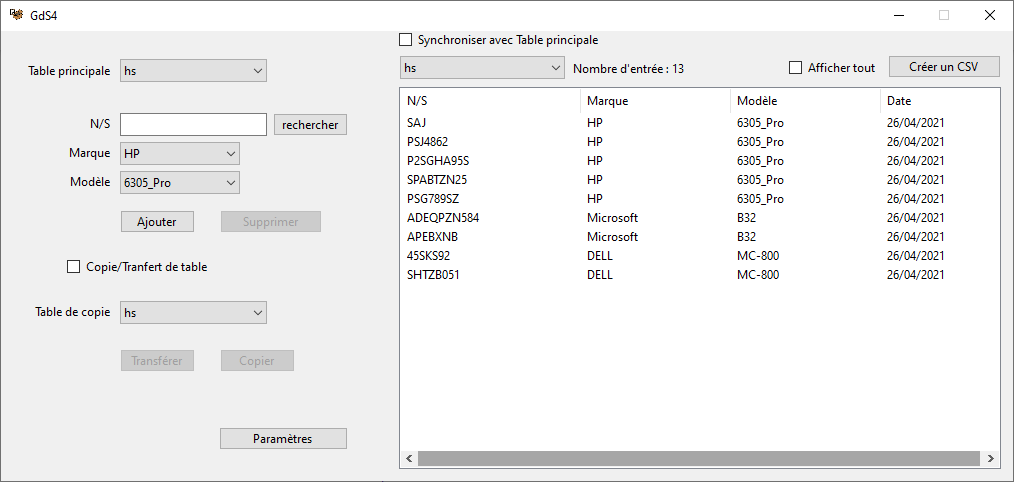 GdS4
Synchroniser avec Table principale
Table principale hs
hs Nombre d'entrée : 13 Afficher tout Créer un CSV
N/S rechercher
Marque HP
Modèle 6305_Pro
Ajouter Supprimer
Copie/Tranfert de table
Table de copie hs
Transférer Copier
Paramètres
N/S Marque Modèle Date
SAJ HP 6305_Pro 26/04/2021
PSJ4862 HP 6305_Pro 26/04/2021
P2SGHA95S HP 6305_Pro 26/04/2021
SPABTZN25 HP 6305_Pro 26/04/2021
PSG789SZ HP 6305_Pro 26/04/2021
ADEQPZN584 Microsoft B32 26/04/2021
APEBXNB Microsoft B32 26/04/2021
45SKS92 DELL MC-800 26/04/2021
SHTZB051 DELL MC-800 26/04/2021